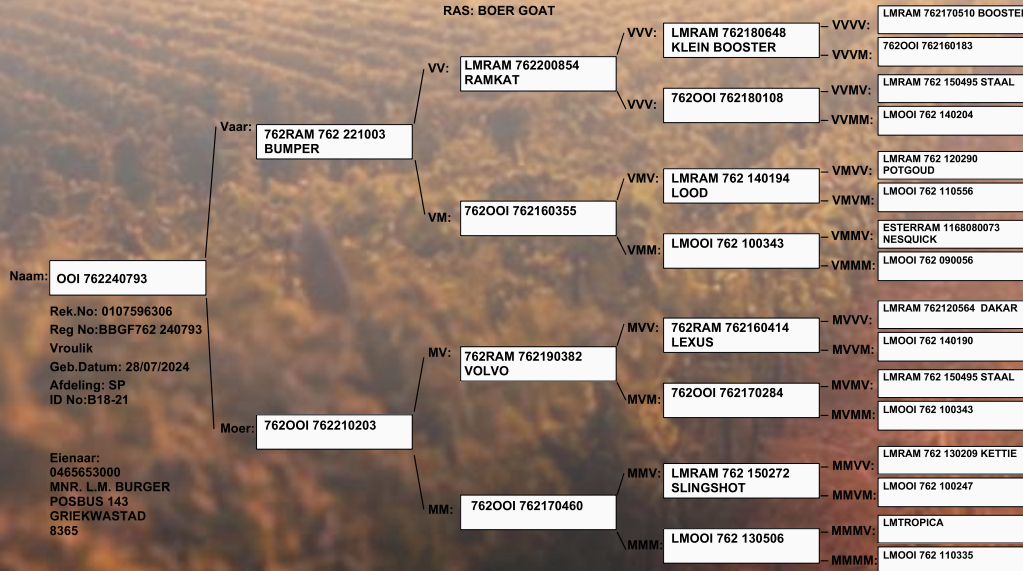 RAS: BOER GOAT
Naam:
OOI 762240793
Rek.No: 0107596306
Reg No:BBGF762 240793
Vroulik
Geb.Datum: 28/07/2024
Afdeling: SP
ID No:B18-21
Eienaar:
0465653000
MNR. L.M. BURGER
POSBUS 143
GRIEKWASTAD
8365
Vaar:
762RAM 762 221003
BUMPER
Moer:
762OOI 762210203
VV:
LMRAM 762200854
RAMKAT
VM:
762OOI 762160355
MV:
762RAM 762190382
VOLVO
MM:
762OOI 762170460
VVV:
LMRAM 762180648
KLEIN BOOSTER
VVV:
762OOI 762180108
VMV:
LMRAM 762 140194
LOOD
VMM:
LMOOI 762 100343
MVV:
762RAM 762160414
LEXUS
MVM:
762OOI 762170284
MMV:
LMRAM 762 150272
SLINGSHOT
MMM:
LMOOI 762 130506
VVVV:
LMRAM 762170510 BOOSTER
VVVM:
762OOI 762160183
VVMV:
LMRAM 762 150495 STAAL
VVMM:
LMOOI 762 140204
VMVV:
LMRAM 762 120290
POTGOUD
VMVM:
LMOOI 762 110556
VMMV:
ESTERRAM 1168080073
NESQUICK
VMMM:
LMOOI 762 090056
MVVV:
LMRAM 762120564 DAKAR
MVVM:
LMOOI 762 140190
MVMV:
LMRAM 762 150495 STAAL
MVMM:
LMOOI 762 100343
MMVV:
LMRAM 762 130209 KETTIE
MMVM:
LMOOI 762 100247
MMMV:
LMTROPICA
MMMM:
LMOOI 762 110335